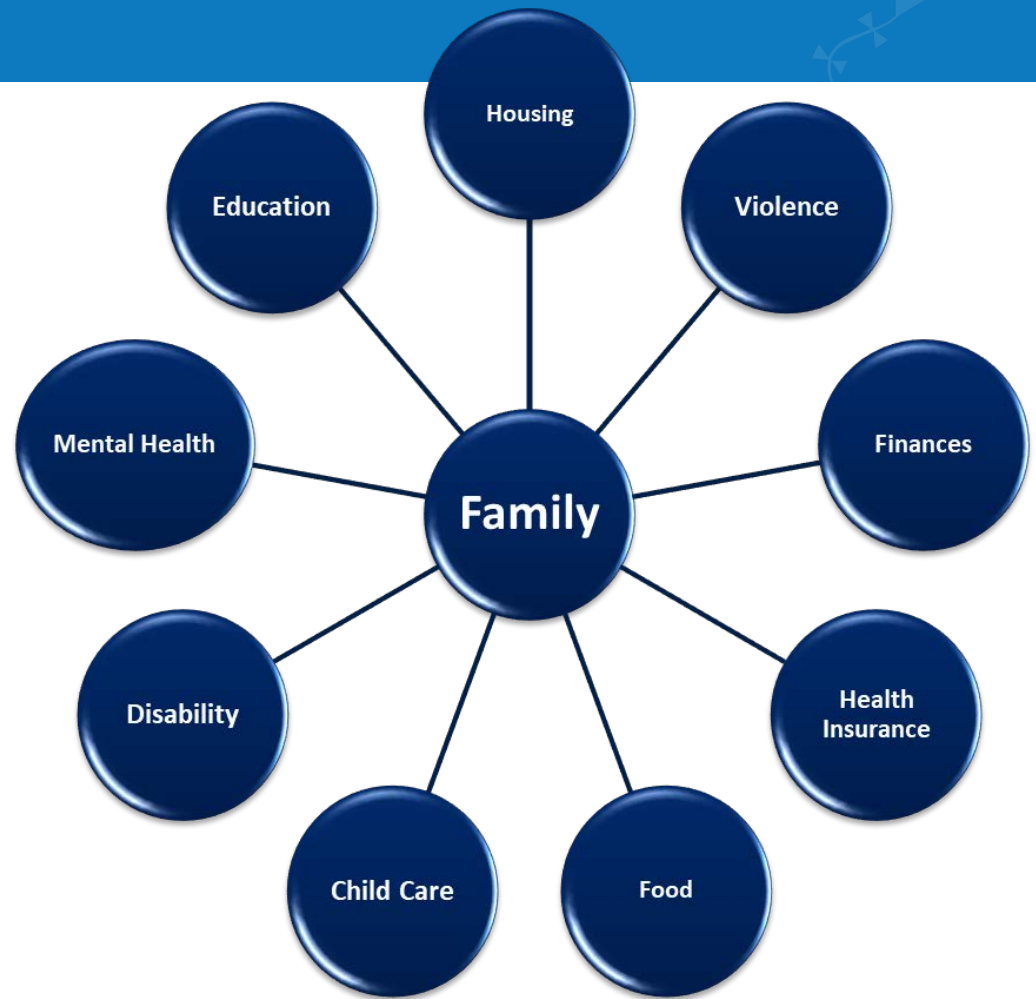 Housing
Violence
Finances
Health
Insurance
Food
Child Care
Disability
Mental Health
Education
Family